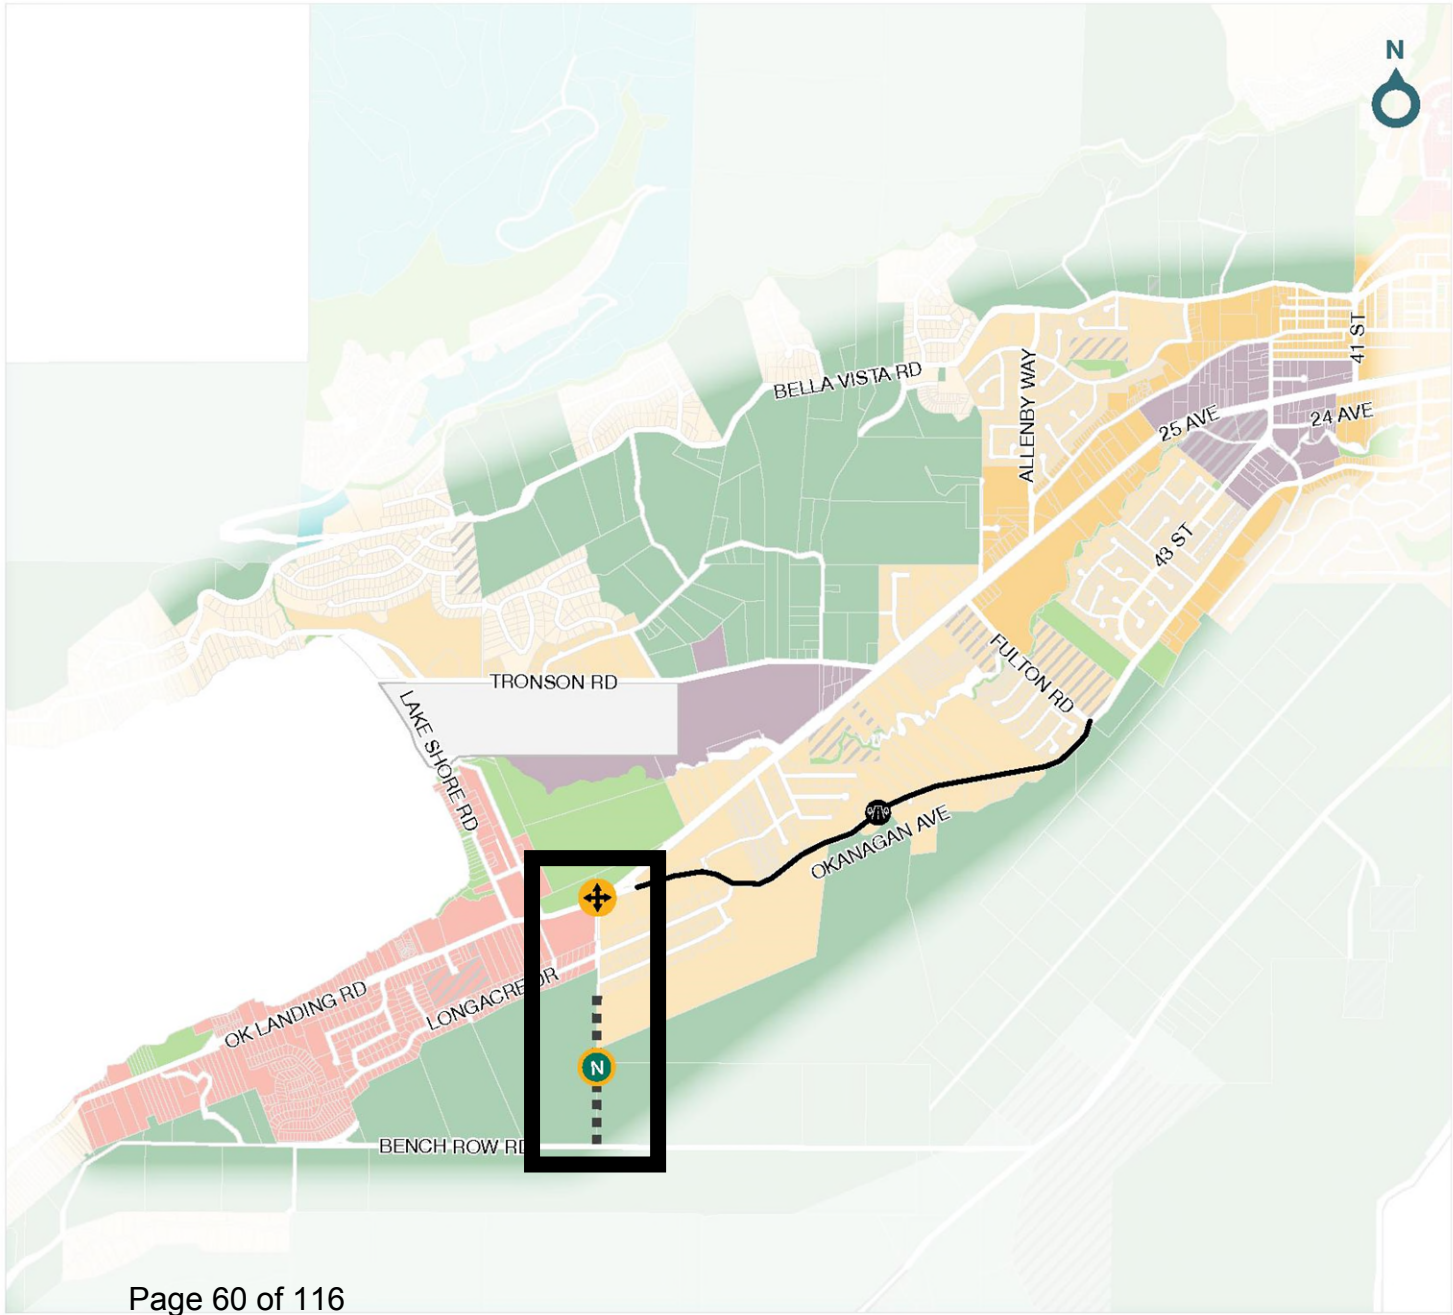 N
41 ST
BELLA VISTA RD
ALLENBY WAY
25 AVE
24 AVE
43 ST
FULTON RD
TRONSON RD
LAKE SHORE RD
OKANAGAN AVE
OK LANDING RD
LONGACRE DR
N
BENCH ROW RD
Page 60 of 116